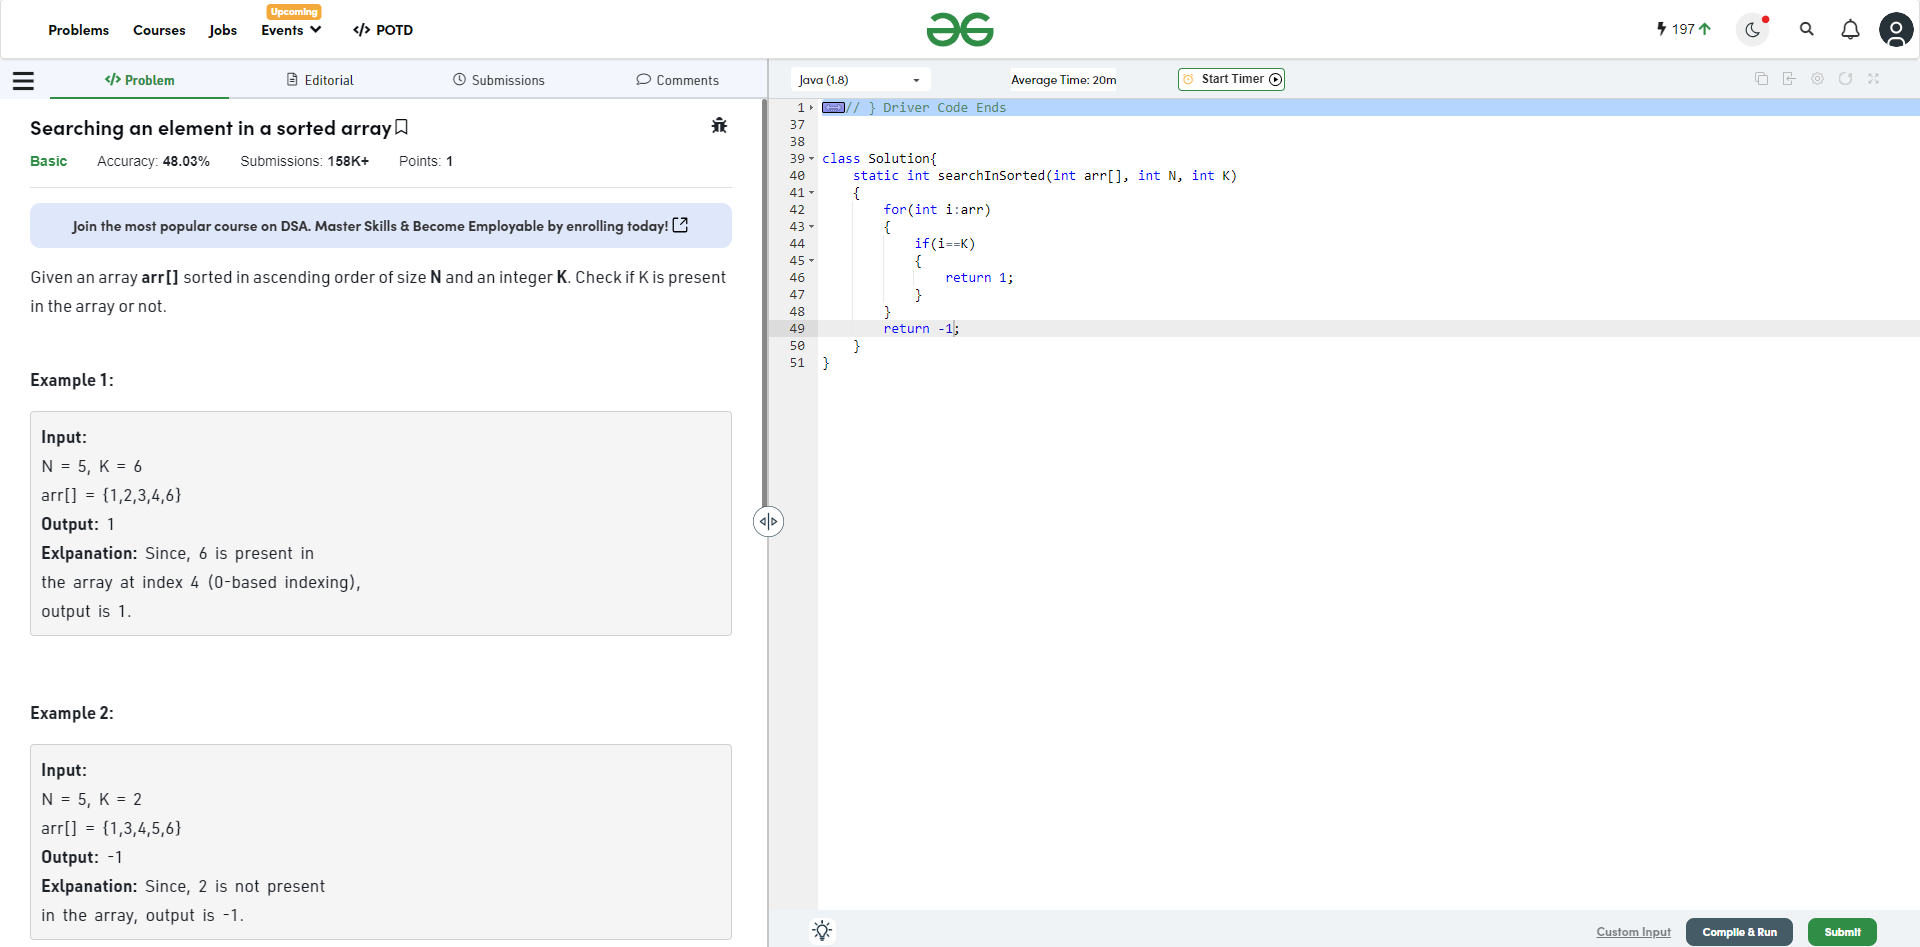 Problems Courses Jobs Upcoming Events </> POTD 197
</> Problem Editorial Submissions Comments
Searching an element in a sorted array
Basic Accuracy: 48.03% Submissions: 158K+ Points: 1
Join the most popular course on DSA. Master Skills & Become Employable by enrolling today!
Given an array arr[] sorted in ascending order of size N and an integer K. Check if K is present
in the array or not.
Example 1:
Input:
N = 5, K = 6
arr[] = {1,2,3,4,6}
Output: 1
Exlpanation: Since, 6 is present in
the array at index 4 (0-based indexing),
output is 1.
Example 2:
Input:
N = 5, K = 2
arr[] = {1,3,4,5,6}
Output: -1
Exlpanation: Since, 2 is not present
in the array, output is -1.
Java (1.8) Average Time: 20m Start Timer
1 // } Driver Code Ends
37
38
39 class Solution{
40 static int searchInSorted(int arr[], int N, int K)
41 {
42 for(int i:arr)
43 {
44 if(i==K)
45 {
46 return 1;
47 }
48 }
49 return -1;
50 }
51 }
Custom Input Compile & Run Submit